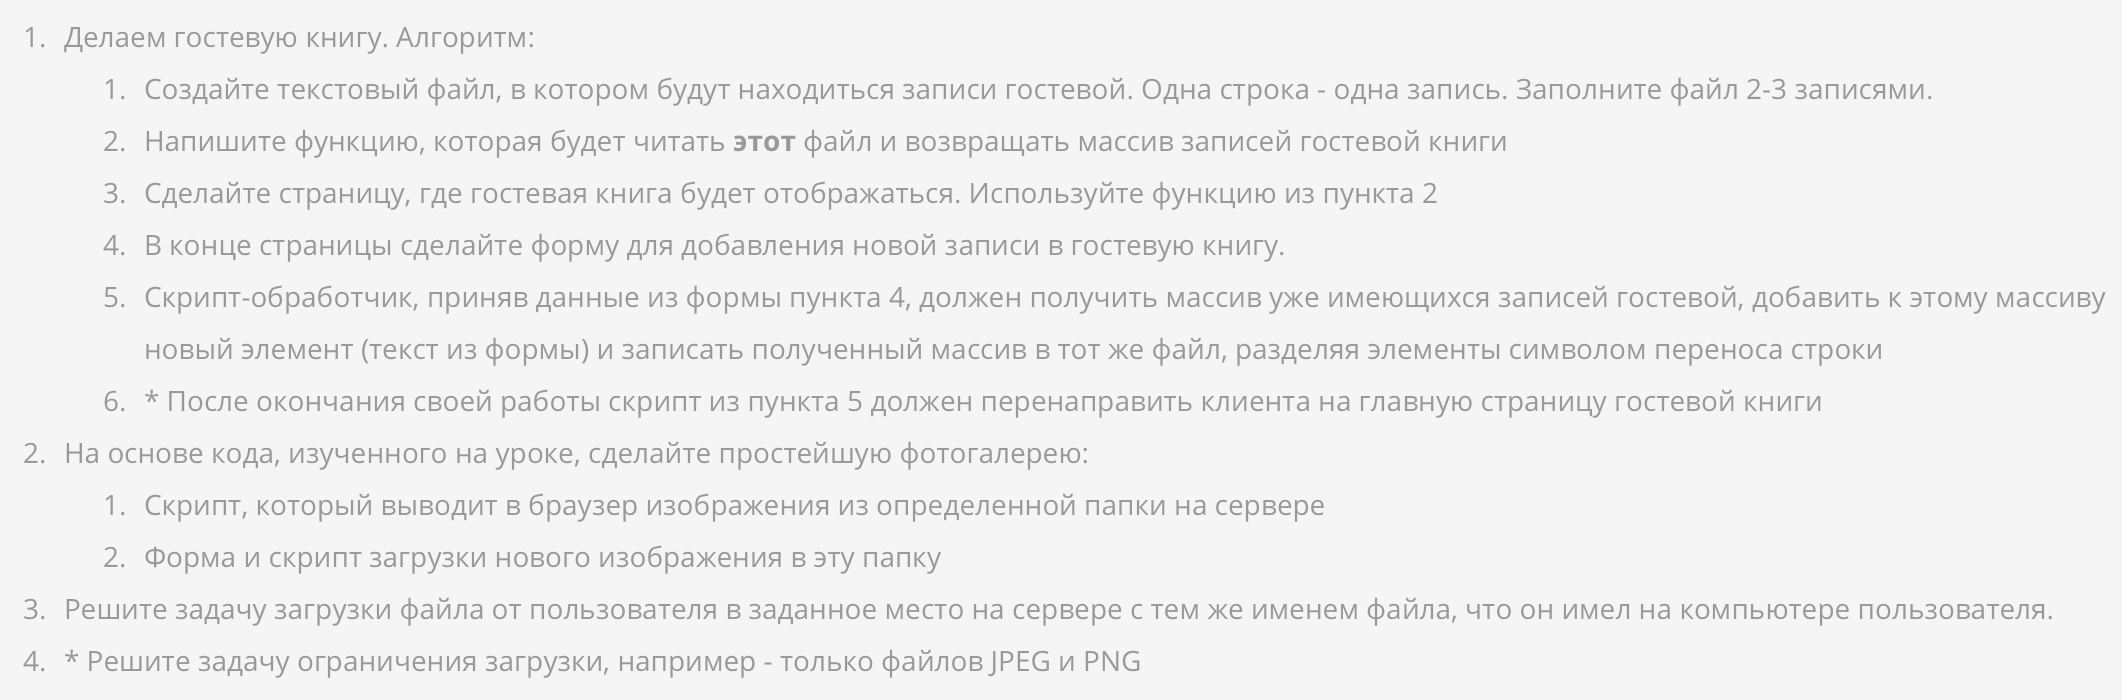 1. Делаем гостевую книгу. Алгоритм:
1. Создайте текстовый файл, в котором будут находиться записи гостевой. Одна строка - одна запись. Заполните файл 2-3 записями.
2. Напишите функцию, которая будет читать этот файл и возвращать массив записей гостевой книги
3. Сделайте страницу, где гостевая книга будет отображаться. Используйте функцию из пункта 2
4. В конце страницы сделайте форму для добавления новой записи в гостевую книгу.
5. Скрипт-обработчик, приняв данные из формы пункта 4, должен получить массив уже имеющихся записей гостевой, добавить к этому массиву
новый элемент (текст из формы) и записать полученный массив в тот же файл, разделяя элементы символом переноса строки
6. * После окончания своей работы скрипт из пункта 5 должен перенаправить клиента на главную страницу гостевой книги
2. На основе кода, изученного на уроке, сделайте простейшую фотогалерею:
1. Скрипт, который выводит в браузер изображения из определенной папки на сервере
2. Форма и скрипт загрузки нового изображения в эту папку
3. Решите задачу загрузки файла от пользователя в заданное место на сервере с тем же именем файла, что он имел на компьютере пользователя.
4. * Решите задачу ограничения загрузки, например - только файлов JPEG и PNG